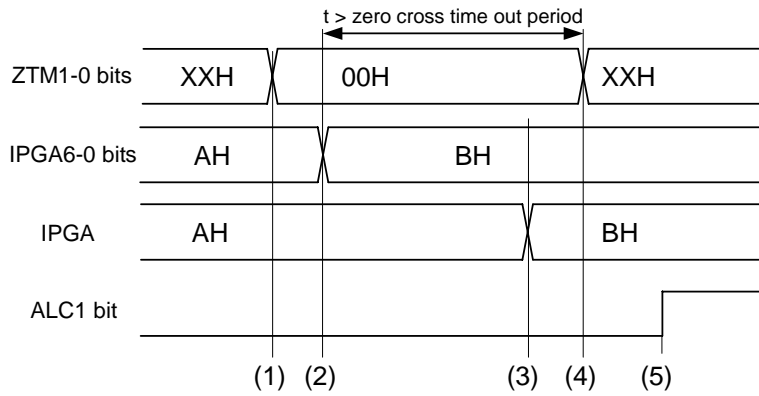 t > zero cross time out period
ZTM1-0 bits XXH 00H XXH
IPGA6-0 bits AH BH
IPGA AH BH
ALC1 bit
(1) (2) (3) (4) (5)